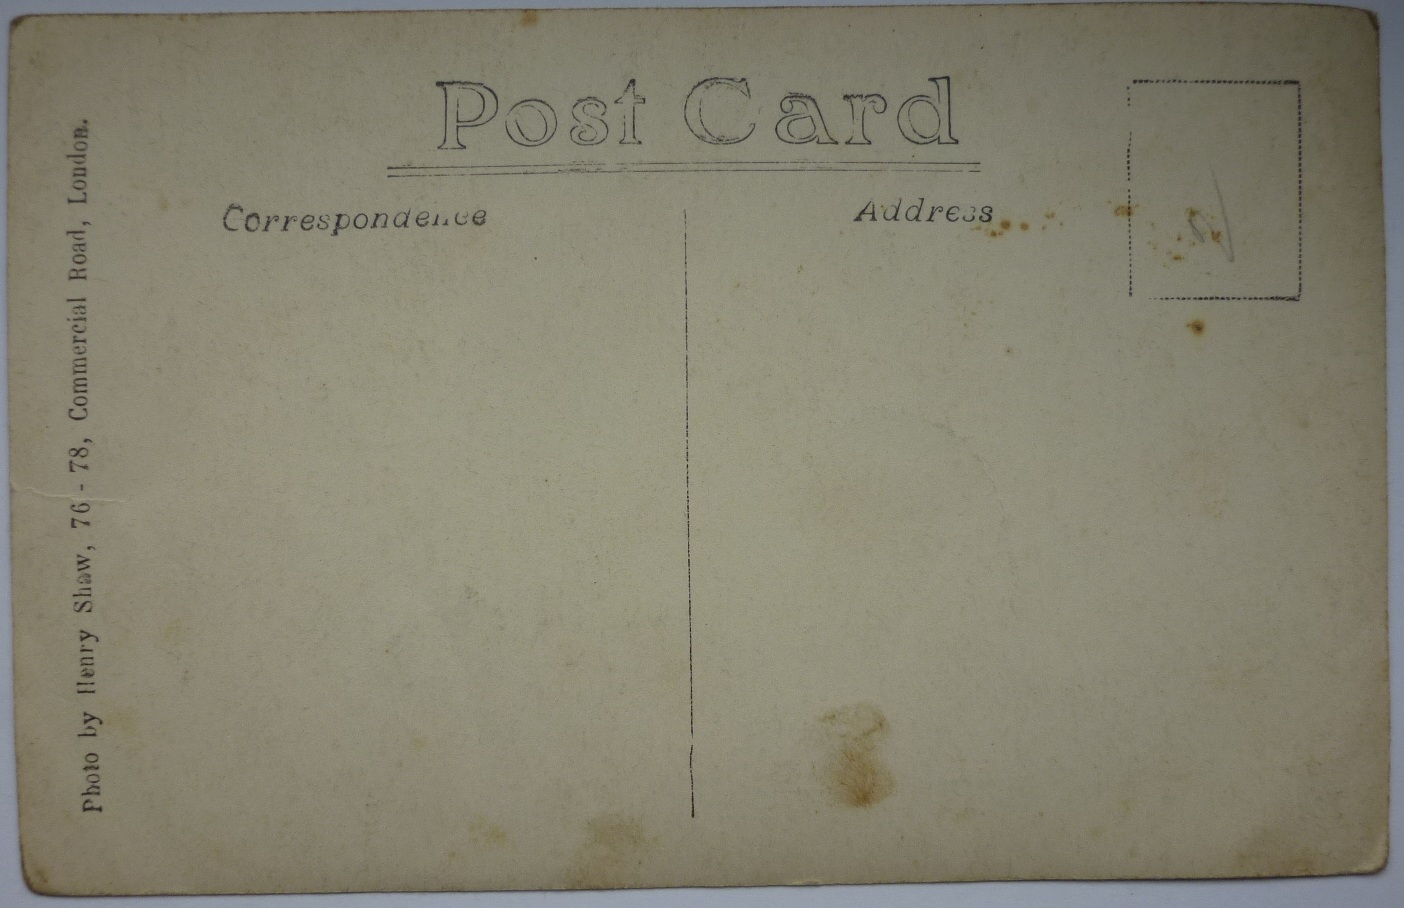 Post Card
Correspondence
Address
Photo by Henry Shaw, 76 - 78, Commercial Road, London.